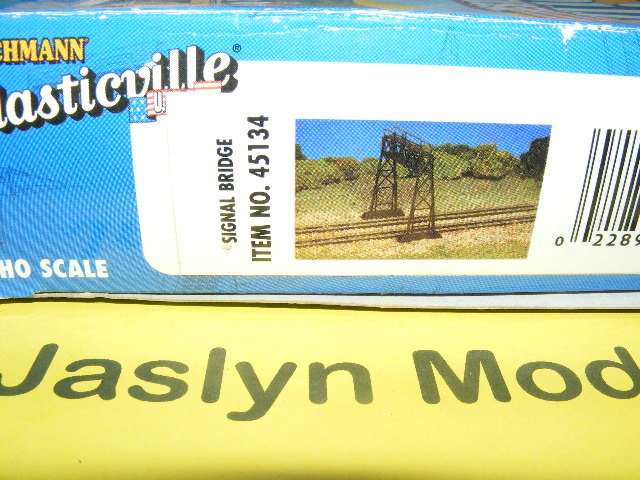 CHMANN
lasticville®
U.S.A.
SIGNAL BRIDGE
ITEM NO. 45134
HO SCALE
0 2289
Jaslyn Mod